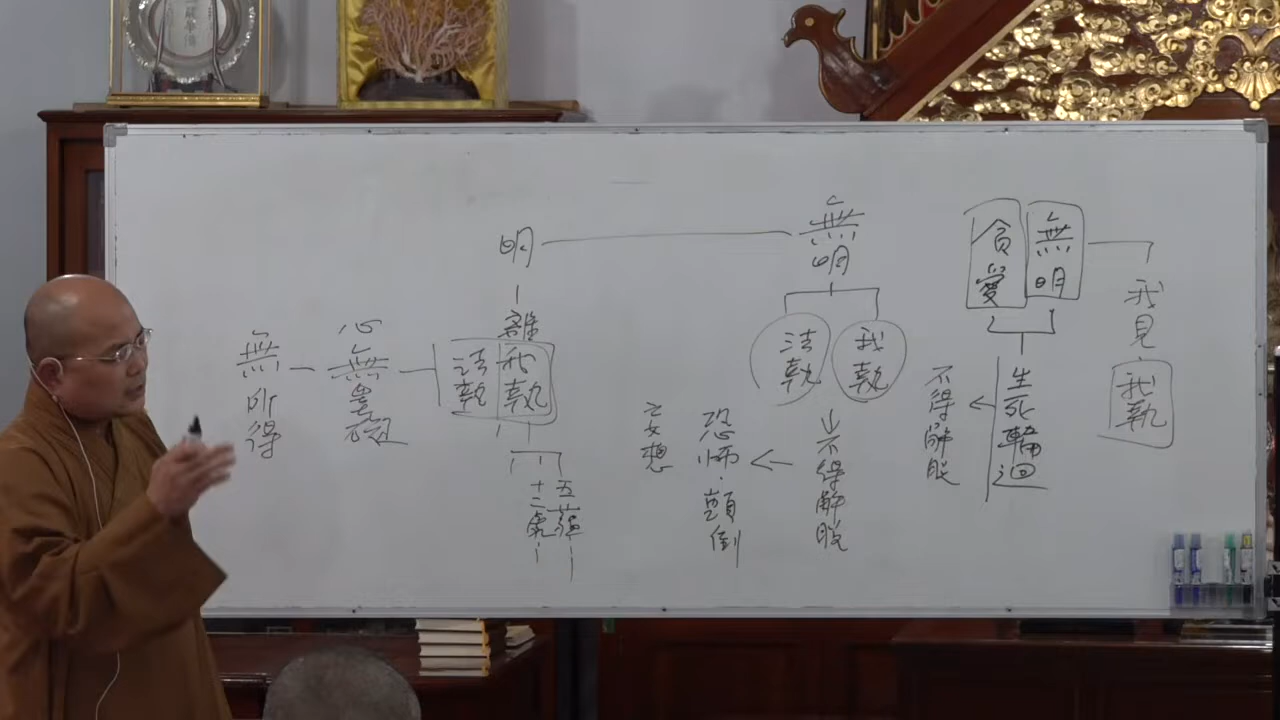 我見
我執
無明
貪愛
生死輪迴
不得解脫
無明
我執
法執
不得解脫
恐怖．顛倒
妄想
明
離
我執
法執
五蘊
十二處
心無罣礙
無所得